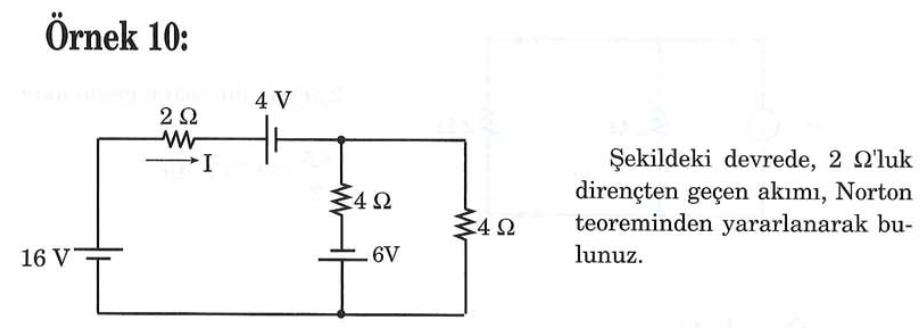 Örnek 10:
4 V
2 Ω
I
4 Ω
4 Ω
16 V
6V
Şekildeki devrede, 2 Ω'luk
dirençten geçen akımı, Norton
teoreminden yararlanarak bu-
lunuz.